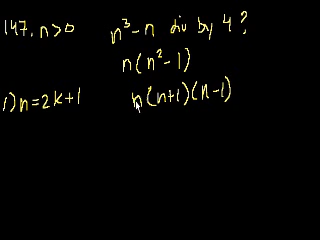 147. n>0 n³-n div by 4?
n(n²-1)
1) n=2k+1 n(n+1)(n-1)